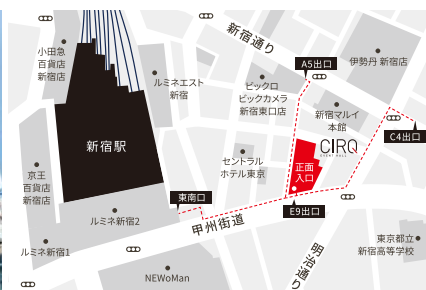 新宿通り
小田急
百貨店
新宿店
ルミネエスト
新宿
A5出口
伊勢丹 新宿店
ビックロ
ビックカメラ
新宿東口店
新宿マルイ
本館
C4出口
新宿駅
CIRQ
EVENT HALL
正面
入口
セントラル
ホテル東京
京王
百貨店
新宿店
東南口
E9出口
ルミネ新宿2
甲州街道
ルミネ新宿1
明治通り
東京都立
新宿高等学校
NEWoMan